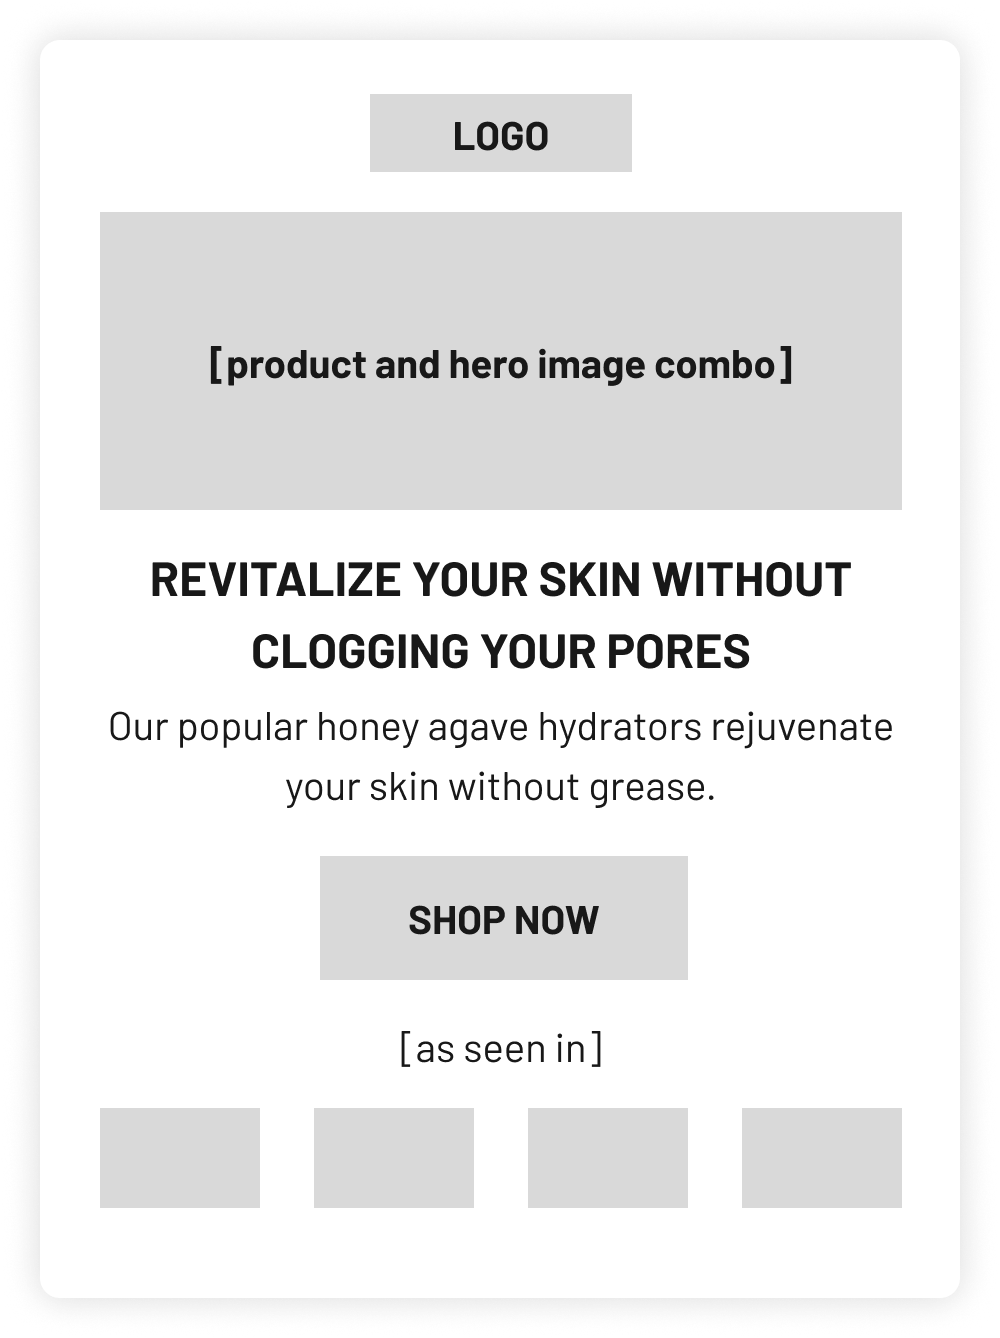 LOGO
[product and hero image combo]
REVITALIZE YOUR SKIN WITHOUT
CLOGGING YOUR PORES
Our popular honey agave hydrators rejuvenate
your skin without grease.
SHOP NOW
[as seen in]